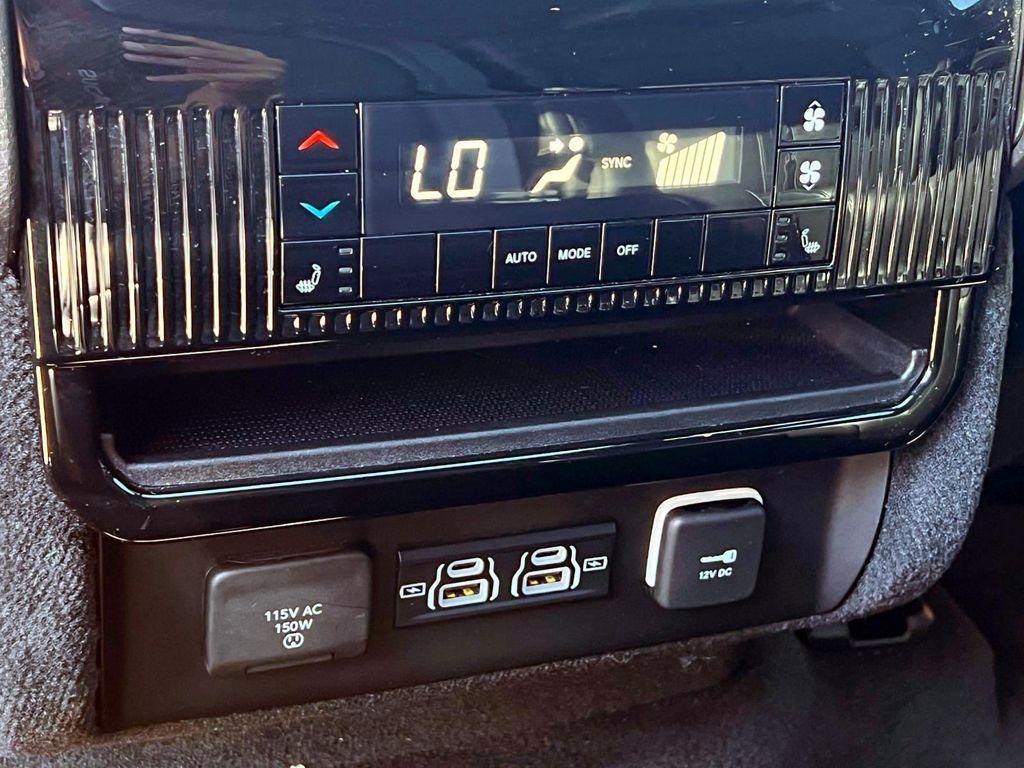 LO
SYNC
AUTO MODE OFF
115V AC
150W
12V DC